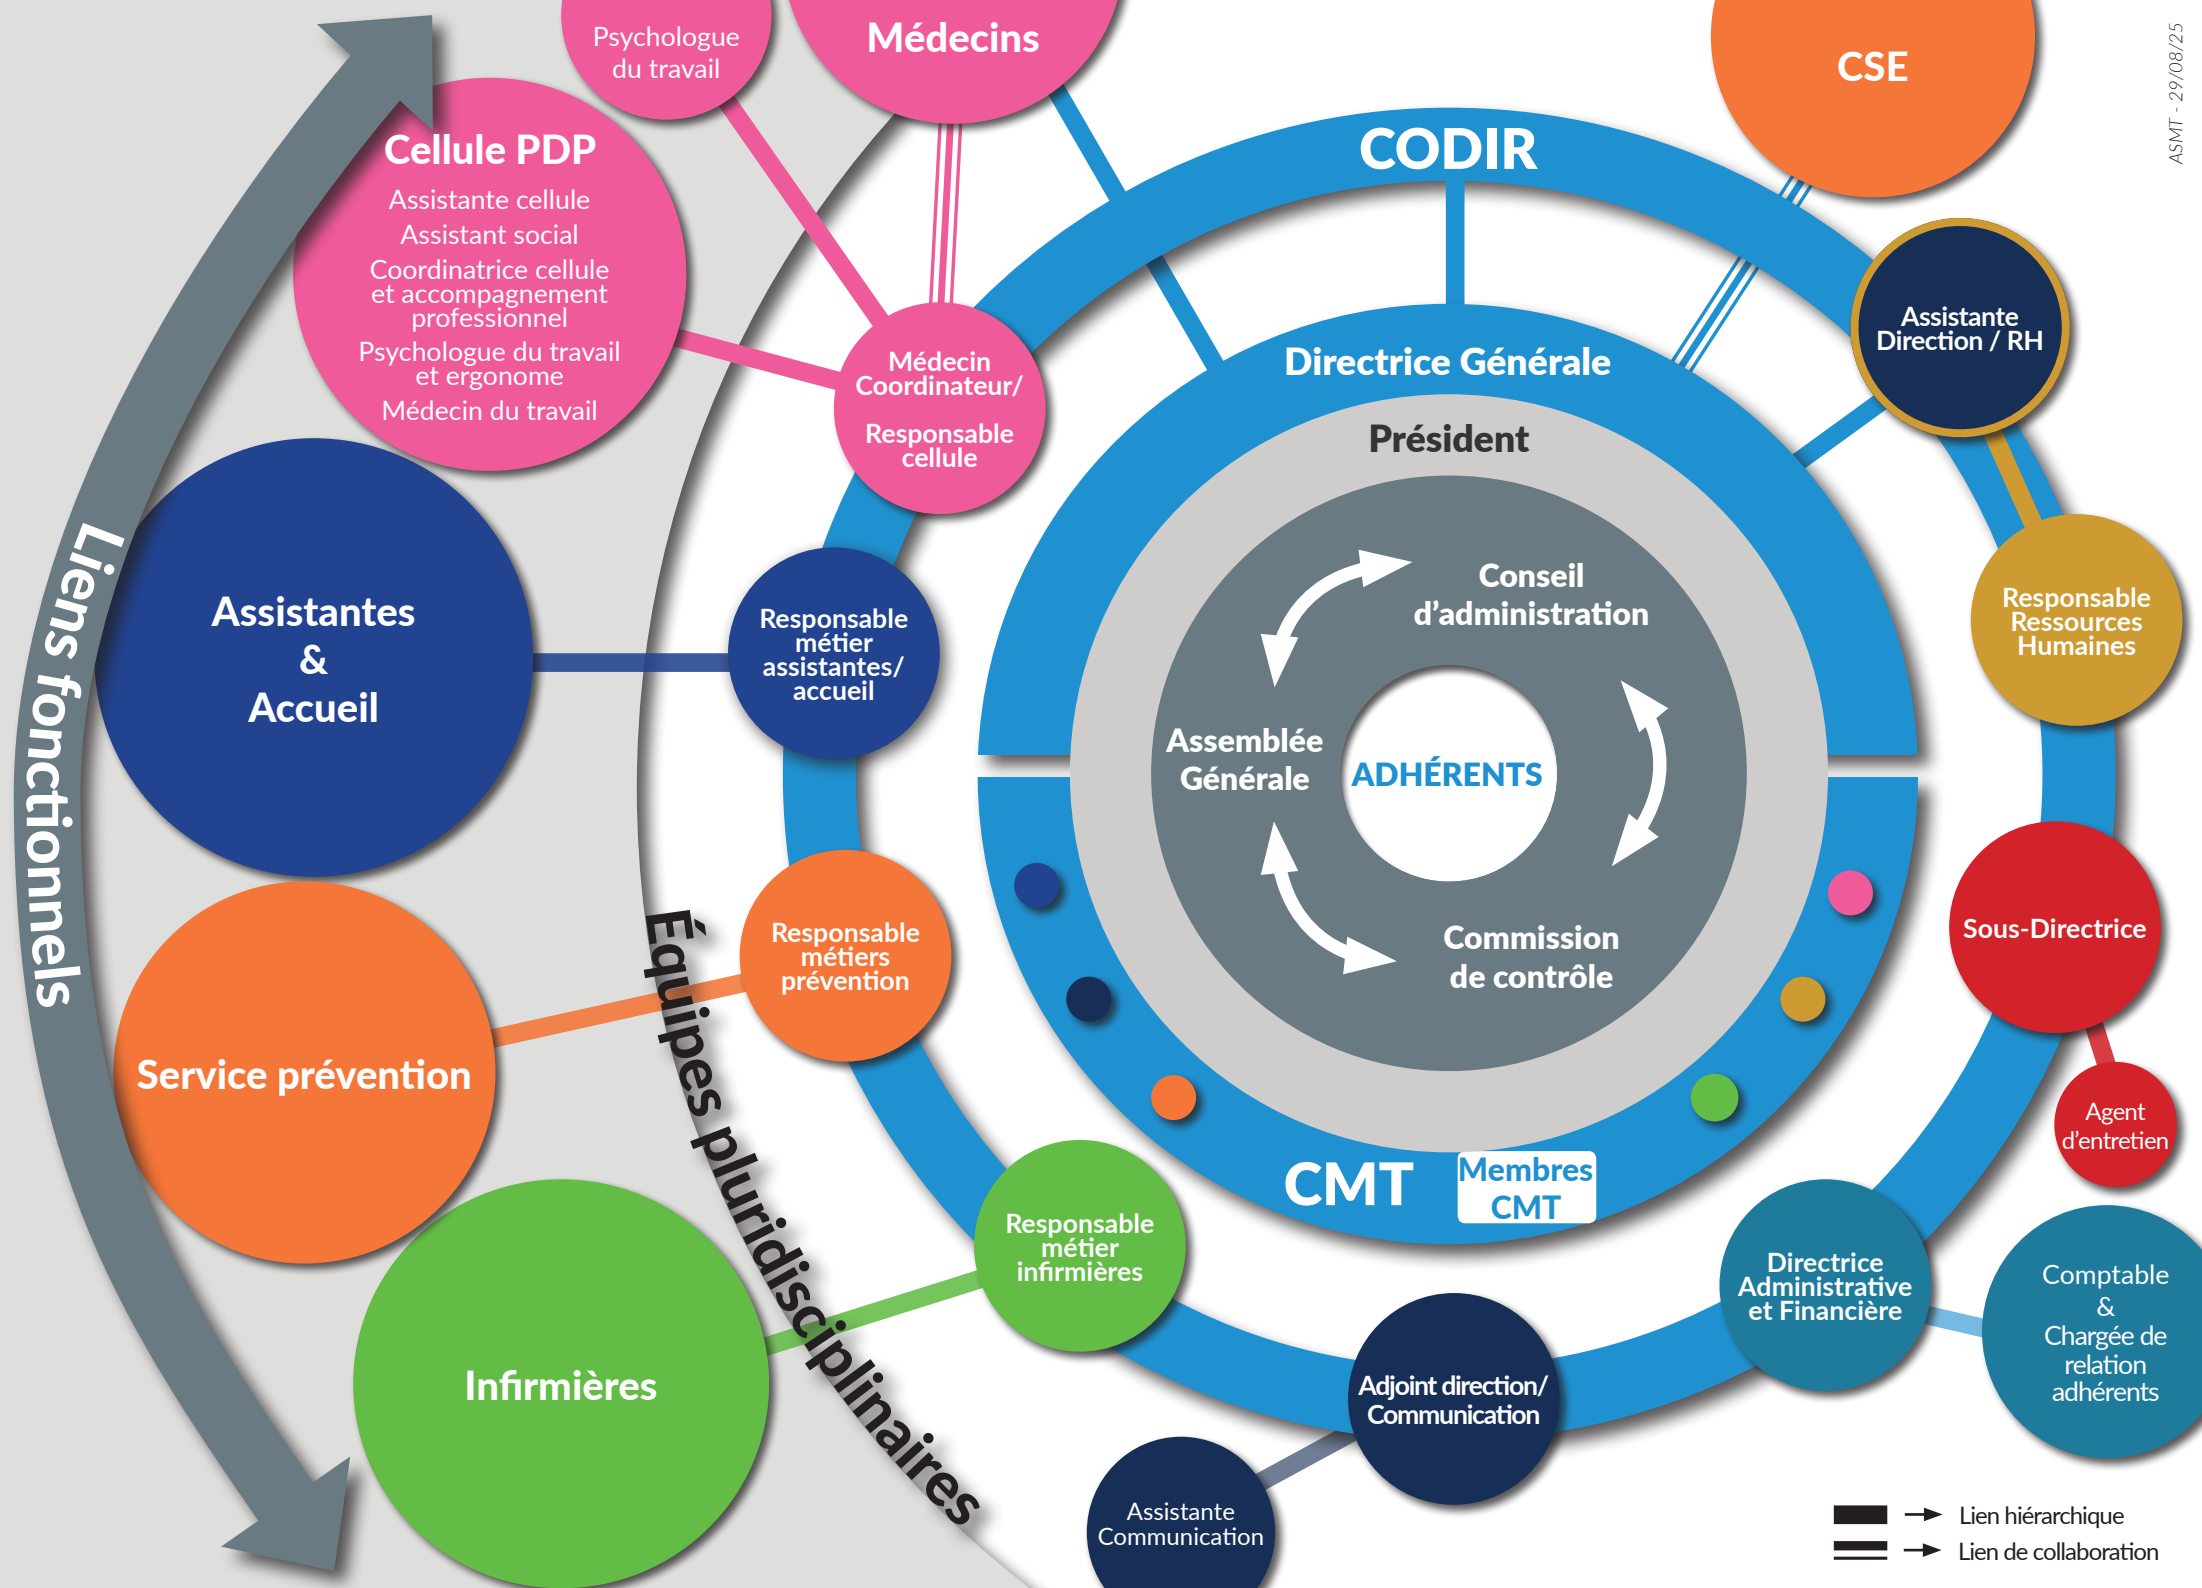 Psychologue
du travail
Médecins
CSE
ASMT - 29/08/25
CODIR
Cellule PDP
Assistante cellule
Assistant social
Coordinatrice cellule
et accompagnement
professionnel
Psychologue du travail
et ergonome
Médecin du travail
Médecin
Coordinateur/
Responsable
cellule
Assistante
Direction / RH
Directrice Générale
Président
Conseil
d'administration
Assemblée
Générale
ADHÉRENTS
Commission
de contrôle
Responsable
Ressources
Humaines
Liens fonctionnels
Assistantes
&
Accueil
Responsable
métier
assistantes/
accueil
Équipes pluridisciplinaires
Service prévention
Responsable
métiers
prévention
Sous-Directrice
Agent
d'entretien
CMT
Membres
CMT
Infirmières
Responsable
métier
infirmières
Directrice
Administrative
et Financière
Comptable
&
Chargée de
relation
adhérents
Adjoint direction/
Communication
Assistante
Communication
Lien hiérarchique
Lien de collaboration